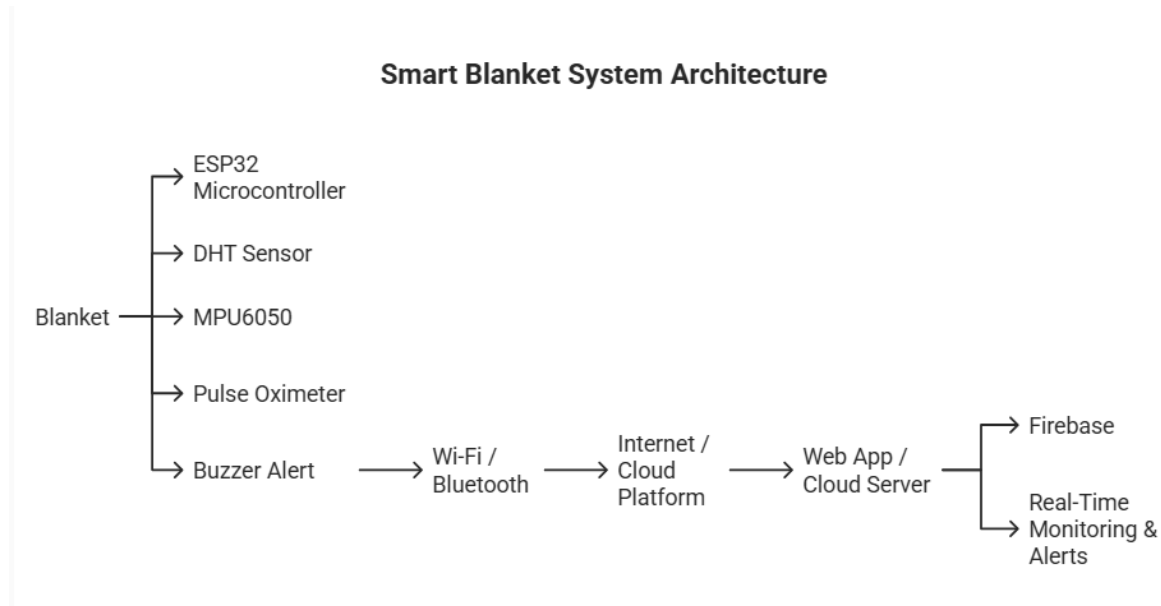 Smart Blanket System Architecture
ESP32
Microcontroller
DHT Sensor
Blanket
MPU6050
Pulse Oximeter
Buzzer Alert
Wi-Fi /
Bluetooth
Internet /
Cloud
Platform
Web App /
Cloud Server
Firebase
Real-Time
Monitoring &
Alerts